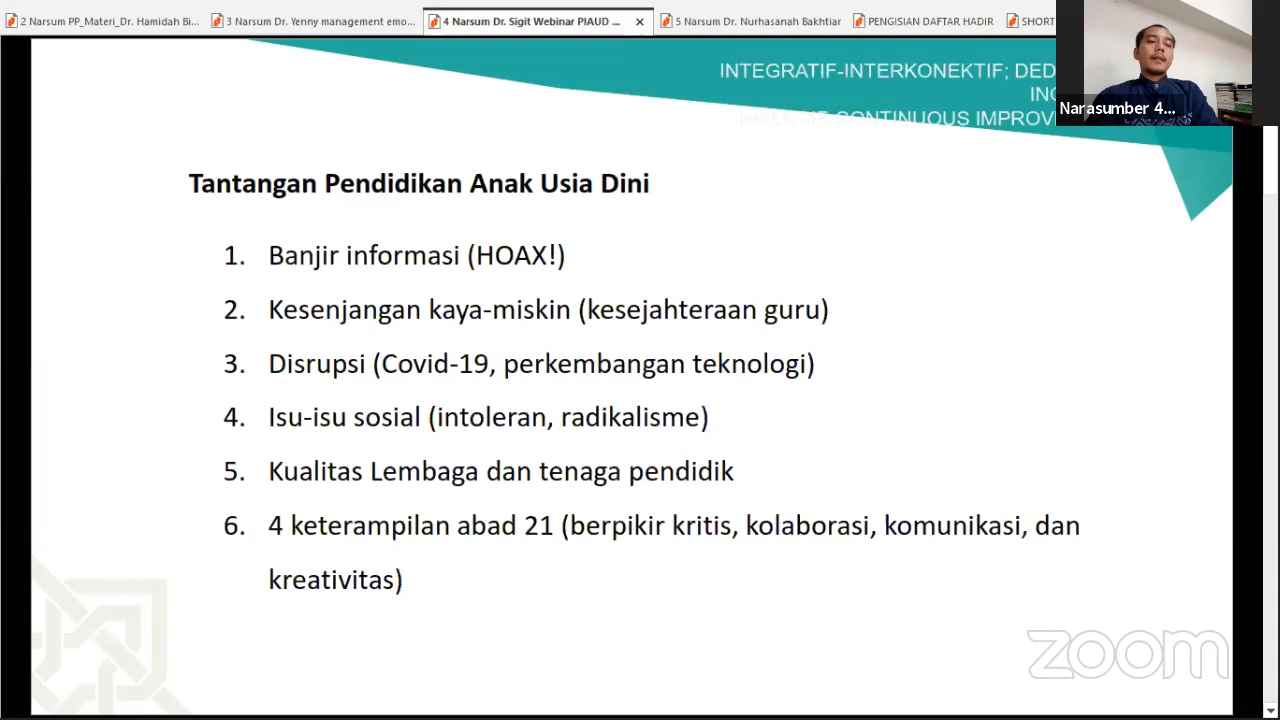 2 Narsum PP_Materi_Dr. Hamidah Bi...
3 Narsum Dr. Yenny management emo...
4 Narsum Dr. Sigit Webinar PIAUD ...
5 Narsum Dr. Nurhasanah Bakhtiar
PENGISIAN DAFTAR HADIR
SHORT
INTEGRATIF-INTERKONEKTIF; DED
CONTINUOUS IMPROV
Narasumber 4...
Tantangan Pendidikan Anak Usia Dini
1. Banjir informasi (HOAX!)
2. Kesenjangan kaya-miskin (kesejahteraan guru)
3. Disrupsi (Covid-19, perkembangan teknologi)
4. Isu-isu sosial (intoleran, radikalisme)
5. Kualitas Lembaga dan tenaga pendidik
6. 4 keterampilan abad 21 (berpikir kritis, kolaborasi, komunikasi, dan
kreativitas)
zoom